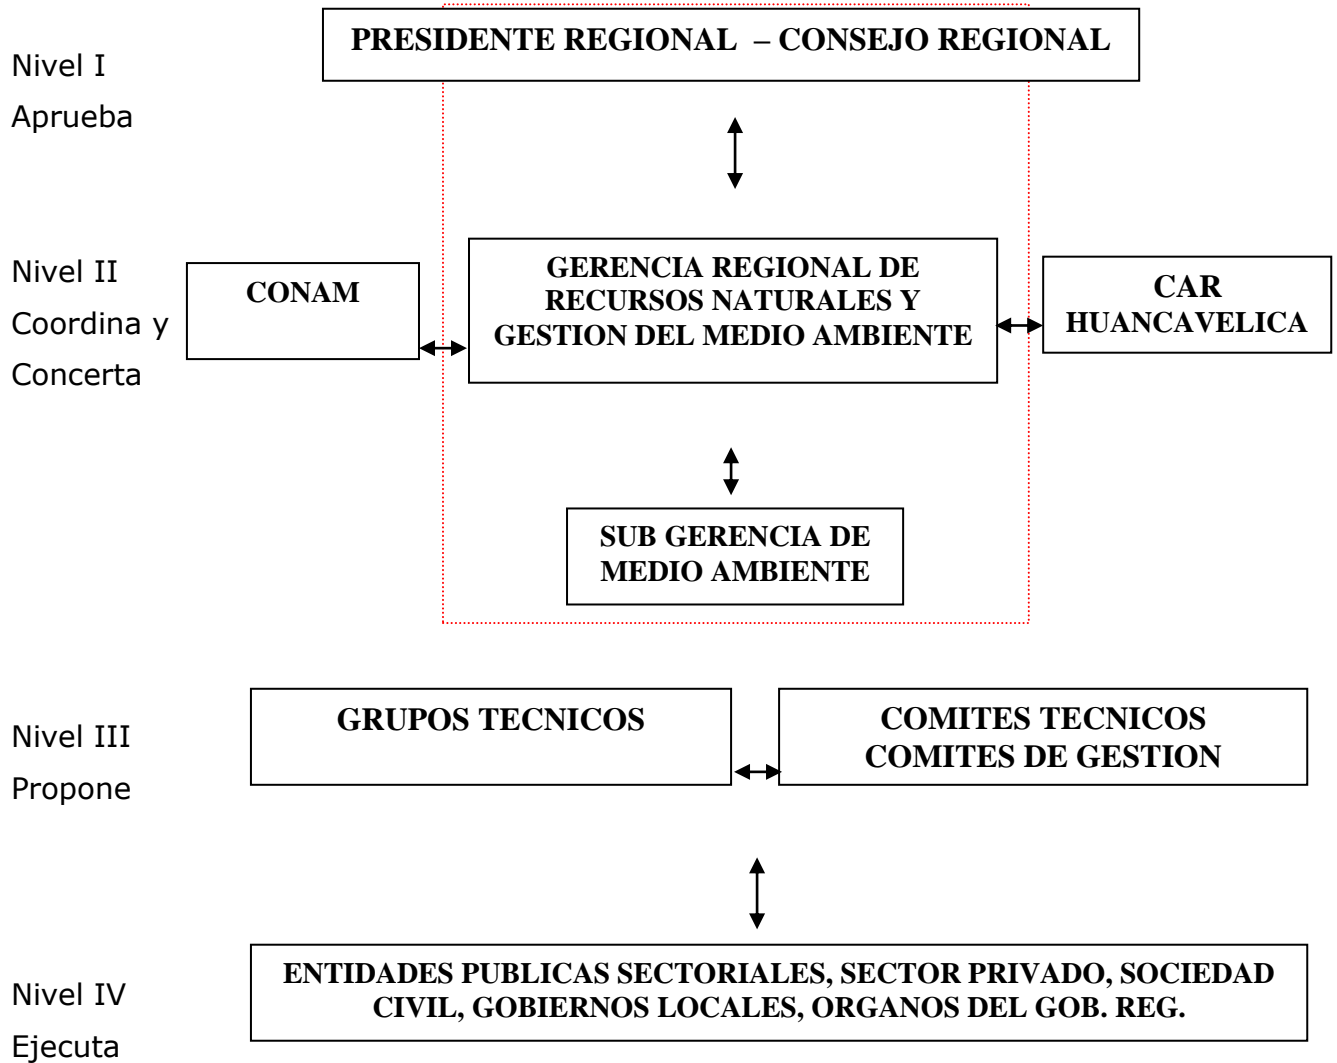 PRESIDENTE REGIONAL – CONSEJO REGIONAL
Nivel I
Aprueba
Nivel II
Coordina y
Concerta
CONAM
GERENCIA REGIONAL DE
RECURSOS NATURALES Y
GESTION DEL MEDIO AMBIENTE
CAR
HUANCAVELICA
SUB GERENCIA DE
MEDIO AMBIENTE
Nivel III
Propone
GRUPOS TECNICOS
COMITES TECNICOS
COMITES DE GESTION
Nivel IV
Ejecuta
ENTIDADES PUBLICAS SECTORIALES, SECTOR PRIVADO, SOCIEDAD
CIVIL, GOBIERNOS LOCALES, ORGANOS DEL GOB. REG.